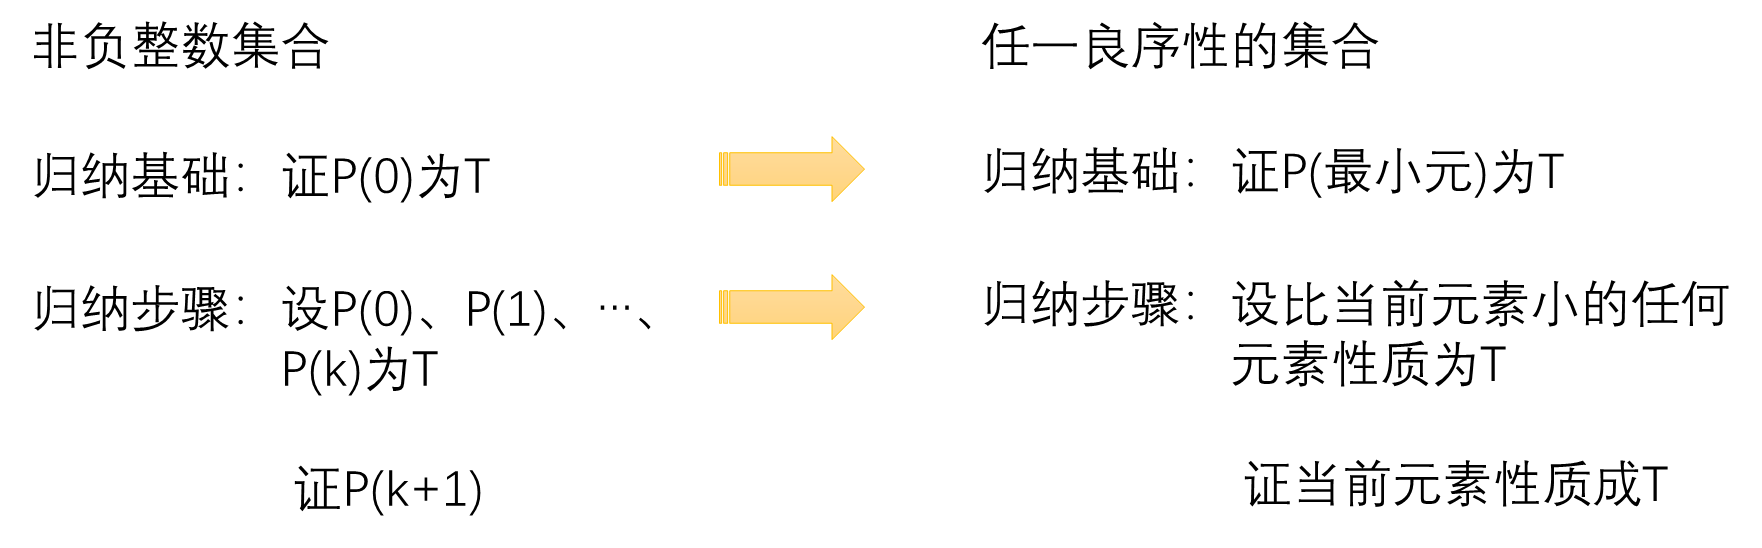 非负整数集合
归纳基础：证P(0)为T
归纳步骤：设P(0)、P(1)、…、
P(k)为T
证P(k+1)
任一良序性的集合
归纳基础：证P(最小元)为T
归纳步骤：设比当前元素小的任何
元素性质为T
证当前元素性质成T